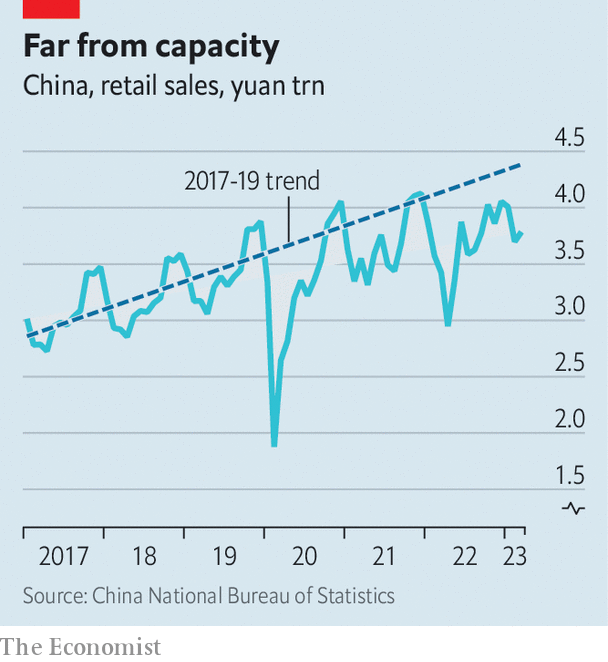 Far from capacity
China, retail sales, yuan trn
4.5
2017-19 trend
4.0
3.5
3.0
2.5
2.0
1.5
2017 18 19 20 21 22 23
Source: China National Bureau of Statistics
The Economist